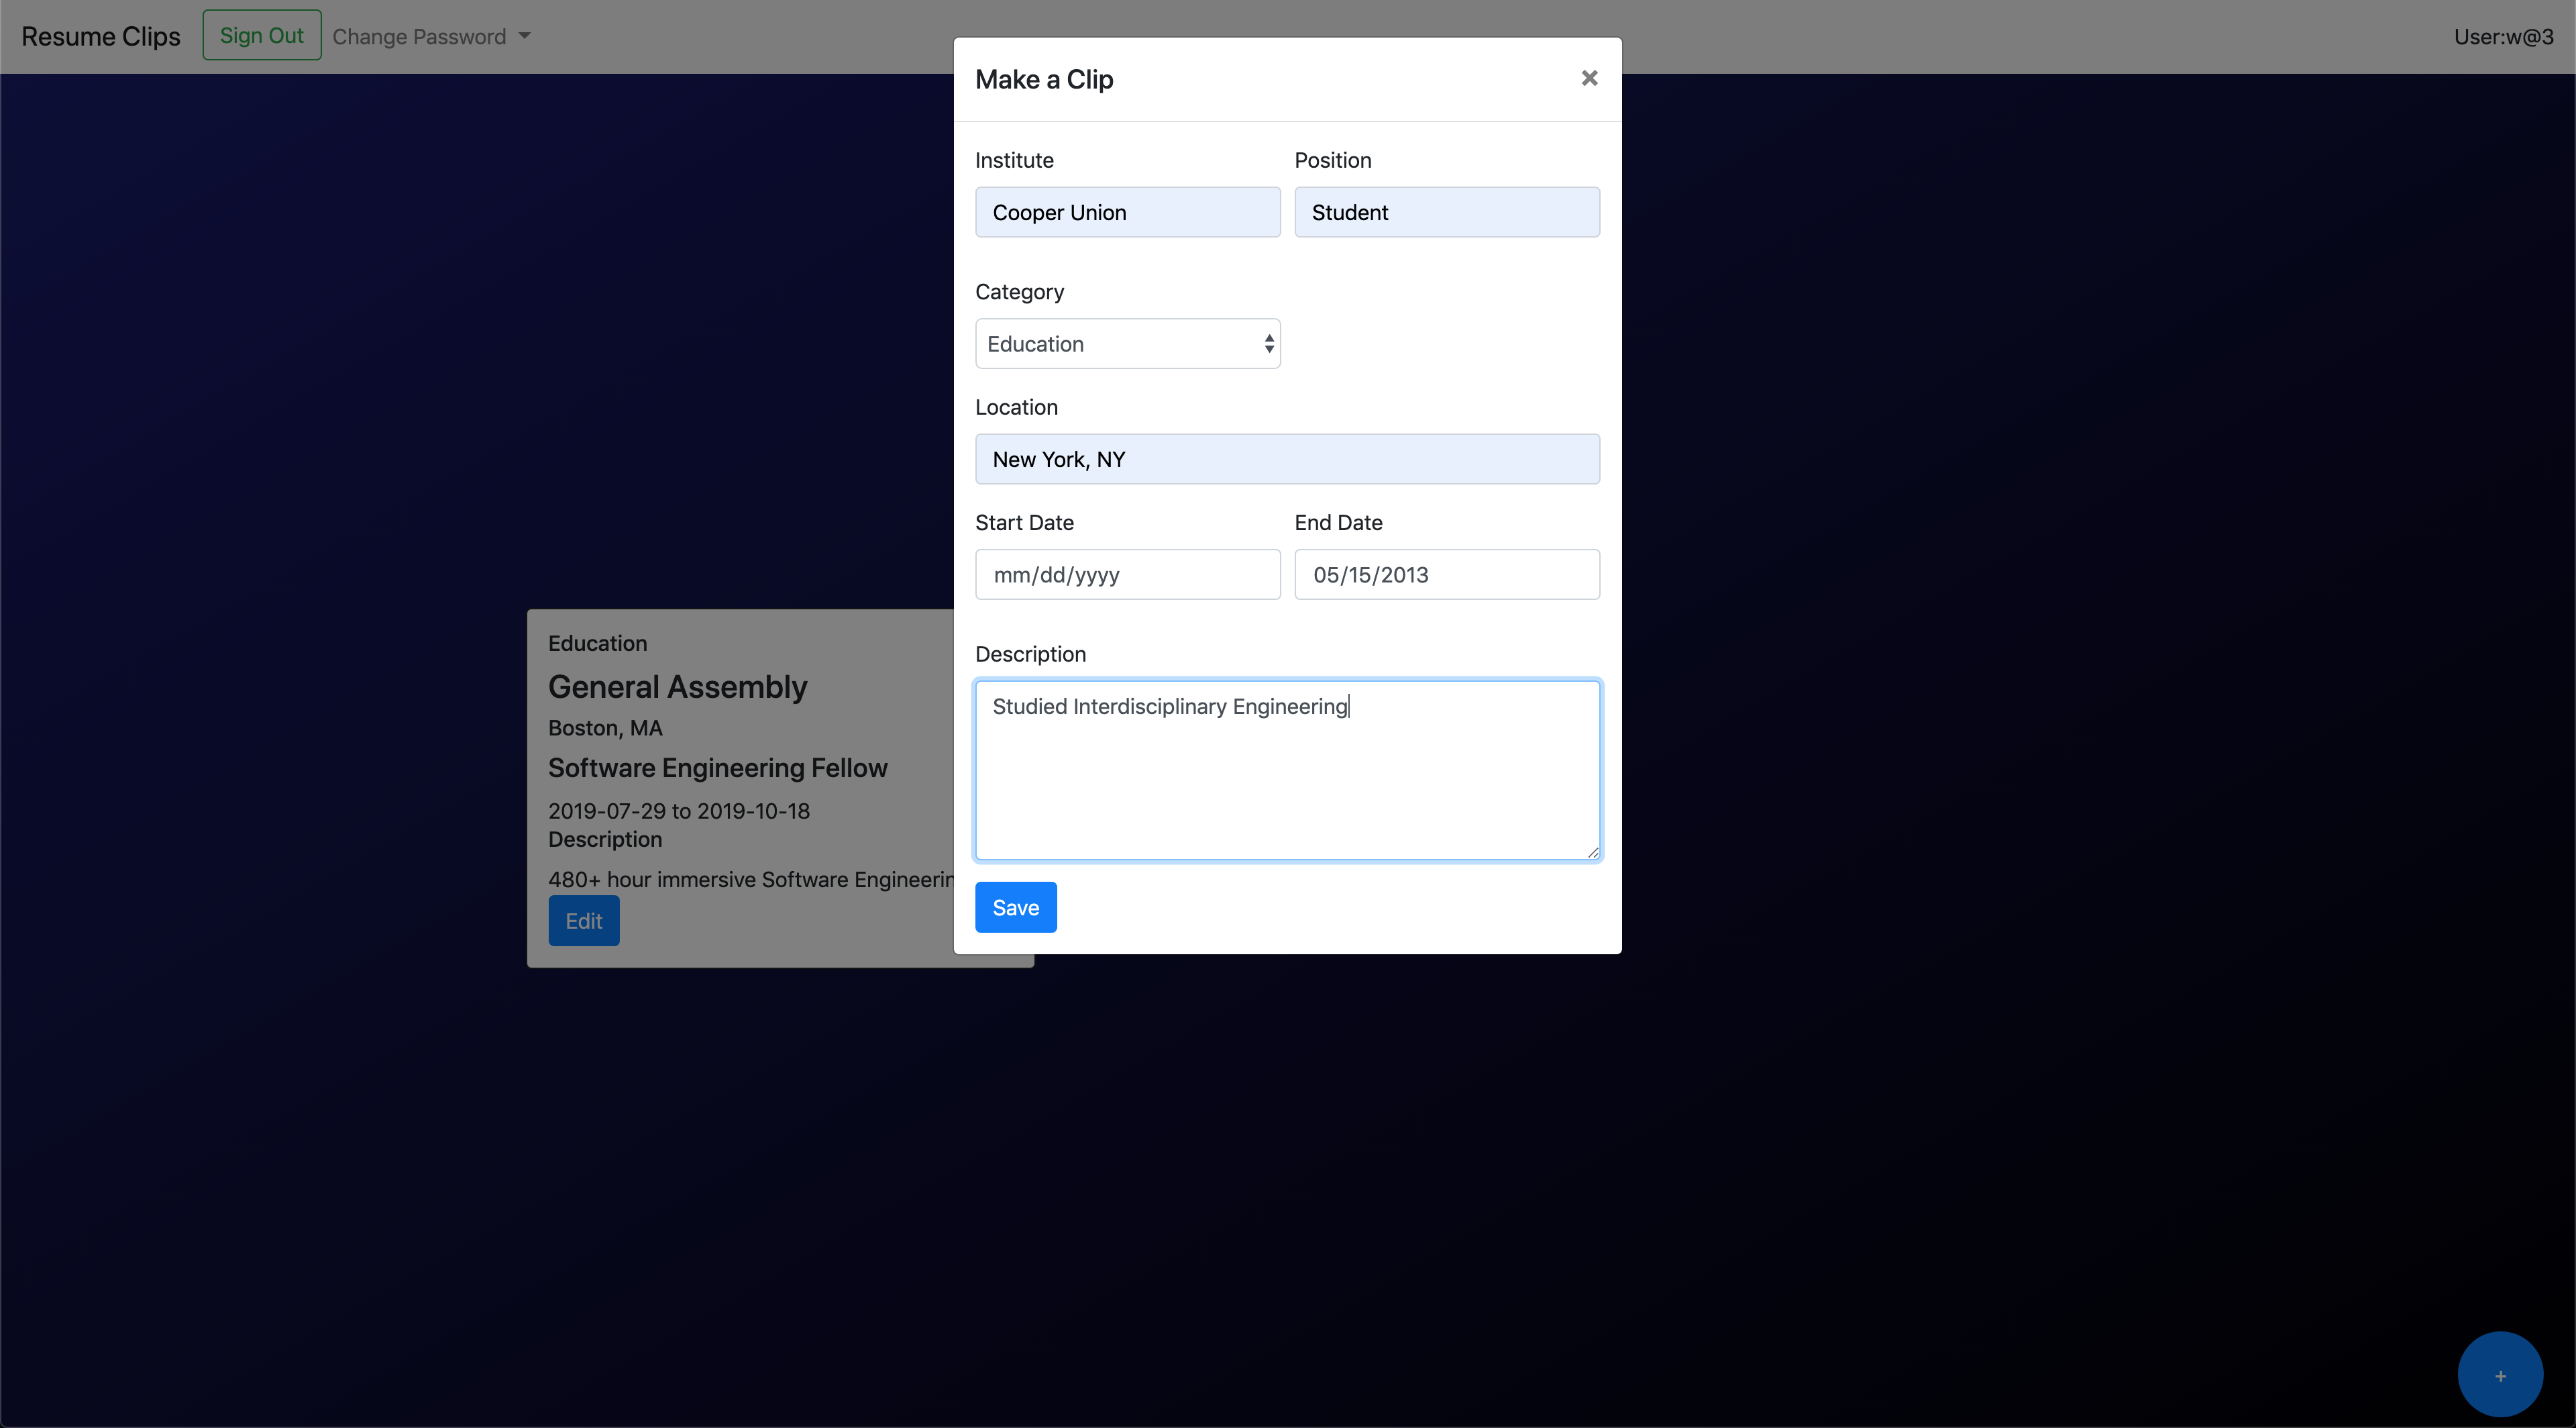 Resume Clips Sign Out Change Password User:w@3
Make a Clip ×
Institute Position
Cooper Union Student
Category
Education
Location
New York, NY
Start Date End Date
mm/dd/yyyy 05/15/2013
Description
Studied Interdisciplinary Engineering
Save
Education
General Assembly
Boston, MA
Software Engineering Fellow
2019-07-29 to 2019-10-18
Description
480+ hour immersive Software
Edit
+